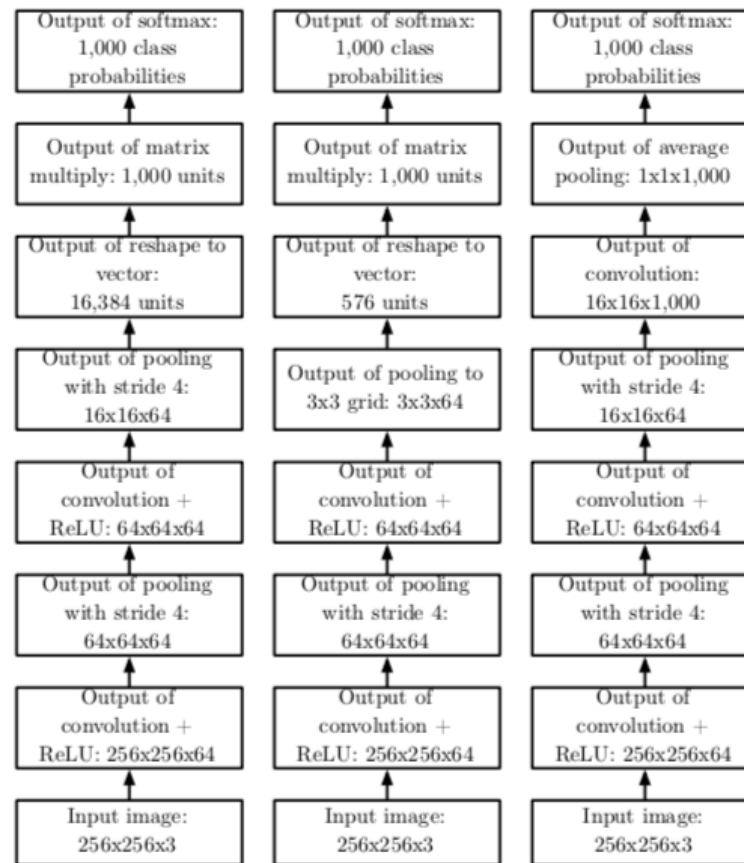 Output of softmax:
1,000 class
probabilities
Output of matrix
multiply: 1,000 units
Output of reshape to
vector:
16,384 units
Output of pooling
with stride 4:
16x16x64
Output of
convolution +
ReLU: 64x64x64
Output of pooling
with stride 4:
64x64x64
Output of
convolution +
ReLU: 256x256x64
Input image:
256x256x3
Output of softmax:
1,000 class
probabilities
Output of matrix
multiply: 1,000 units
Output of reshape to
vector:
576 units
Output of pooling to
3x3 grid: 3x3x64
Output of
convolution +
ReLU: 64x64x64
Output of pooling
with stride 4:
64x64x64
Output of
convolution +
ReLU: 256x256x64
Input image:
256x256x3
Output of softmax:
1,000 class
probabilities
Output of average
pooling: 1x1x1,000
Output of
convolution:
16x16x1,000
Output of pooling
with stride 4:
16x16x64
Output of
convolution +
ReLU: 64x64x64
Output of pooling
with stride 4:
64x64x64
Output of
convolution +
ReLU: 256x256x64
Input image:
256x256x3